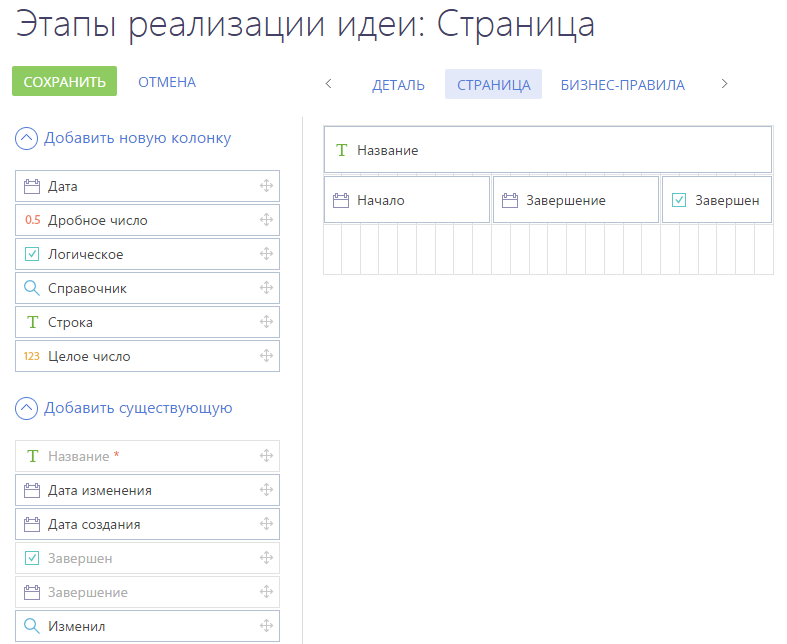 Этапы реализации идеи: Страница
СОХРАНИТЬ ОТМЕНА
ДЕТАЛЬ СТРАНИЦА БИЗНЕС-ПРАВИЛА
Добавить новую колонку
Дата
0.5 Дробное число
Логическое
Справочник
T Строка
123 Целое число
Добавить существующую
T Название *
Дата изменения
Дата создания
Завершен
Завершение
Изменил
T Название
Начало Завершение Завершен